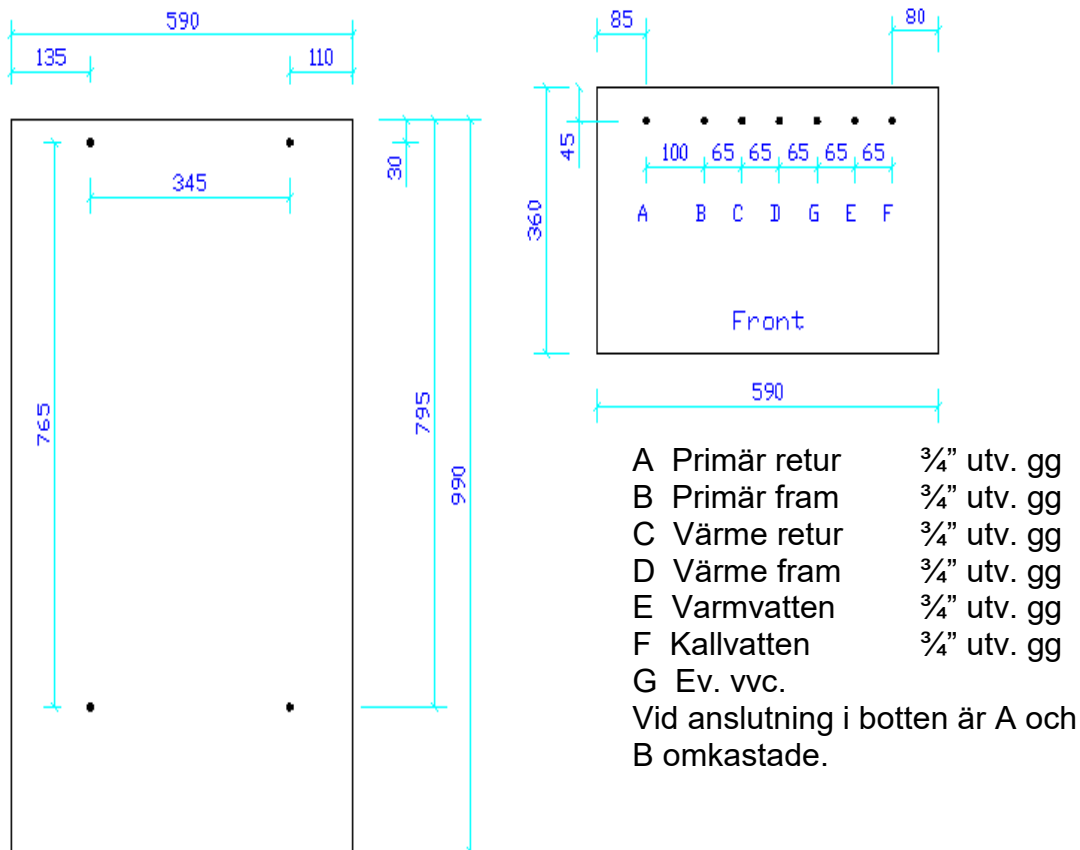 590
135 110
345
30
765
795
990
85 80
45
100 65 65 65 65 65
A B C D G E F
360
Front
590
A Primär retur ¾” utv. gg
B Primär fram ¾” utv. gg
C Värme retur ¾” utv. gg
D Värme fram ¾” utv. gg
E Varmvatten ¾” utv. gg
F Kallvatten ¾” utv. gg
G Ev. vvc.
Vid anslutning i botten är A och
B omkastade.